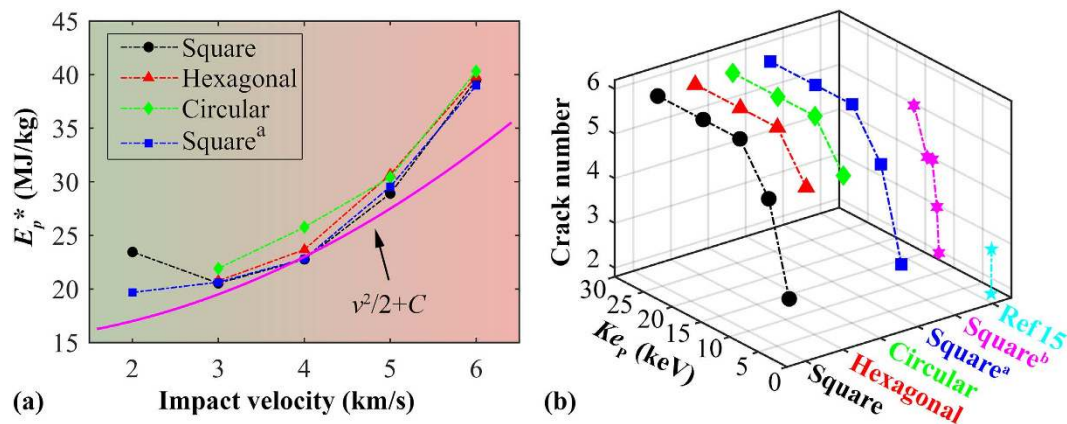 45
40
35
30
25
20
15
E_p* (MJ/kg)
Square
Hexagonal
Circular
Square^a
v²/2+C
2 3 4 5 6
(a) Impact velocity (km/s)
6
5
4
3
2
Crack number
30 25 20 15 10 5 0
Ke_P (keV)
Ref 15
Square^b
Square^a
Circular
Hexagonal
Square
(b)